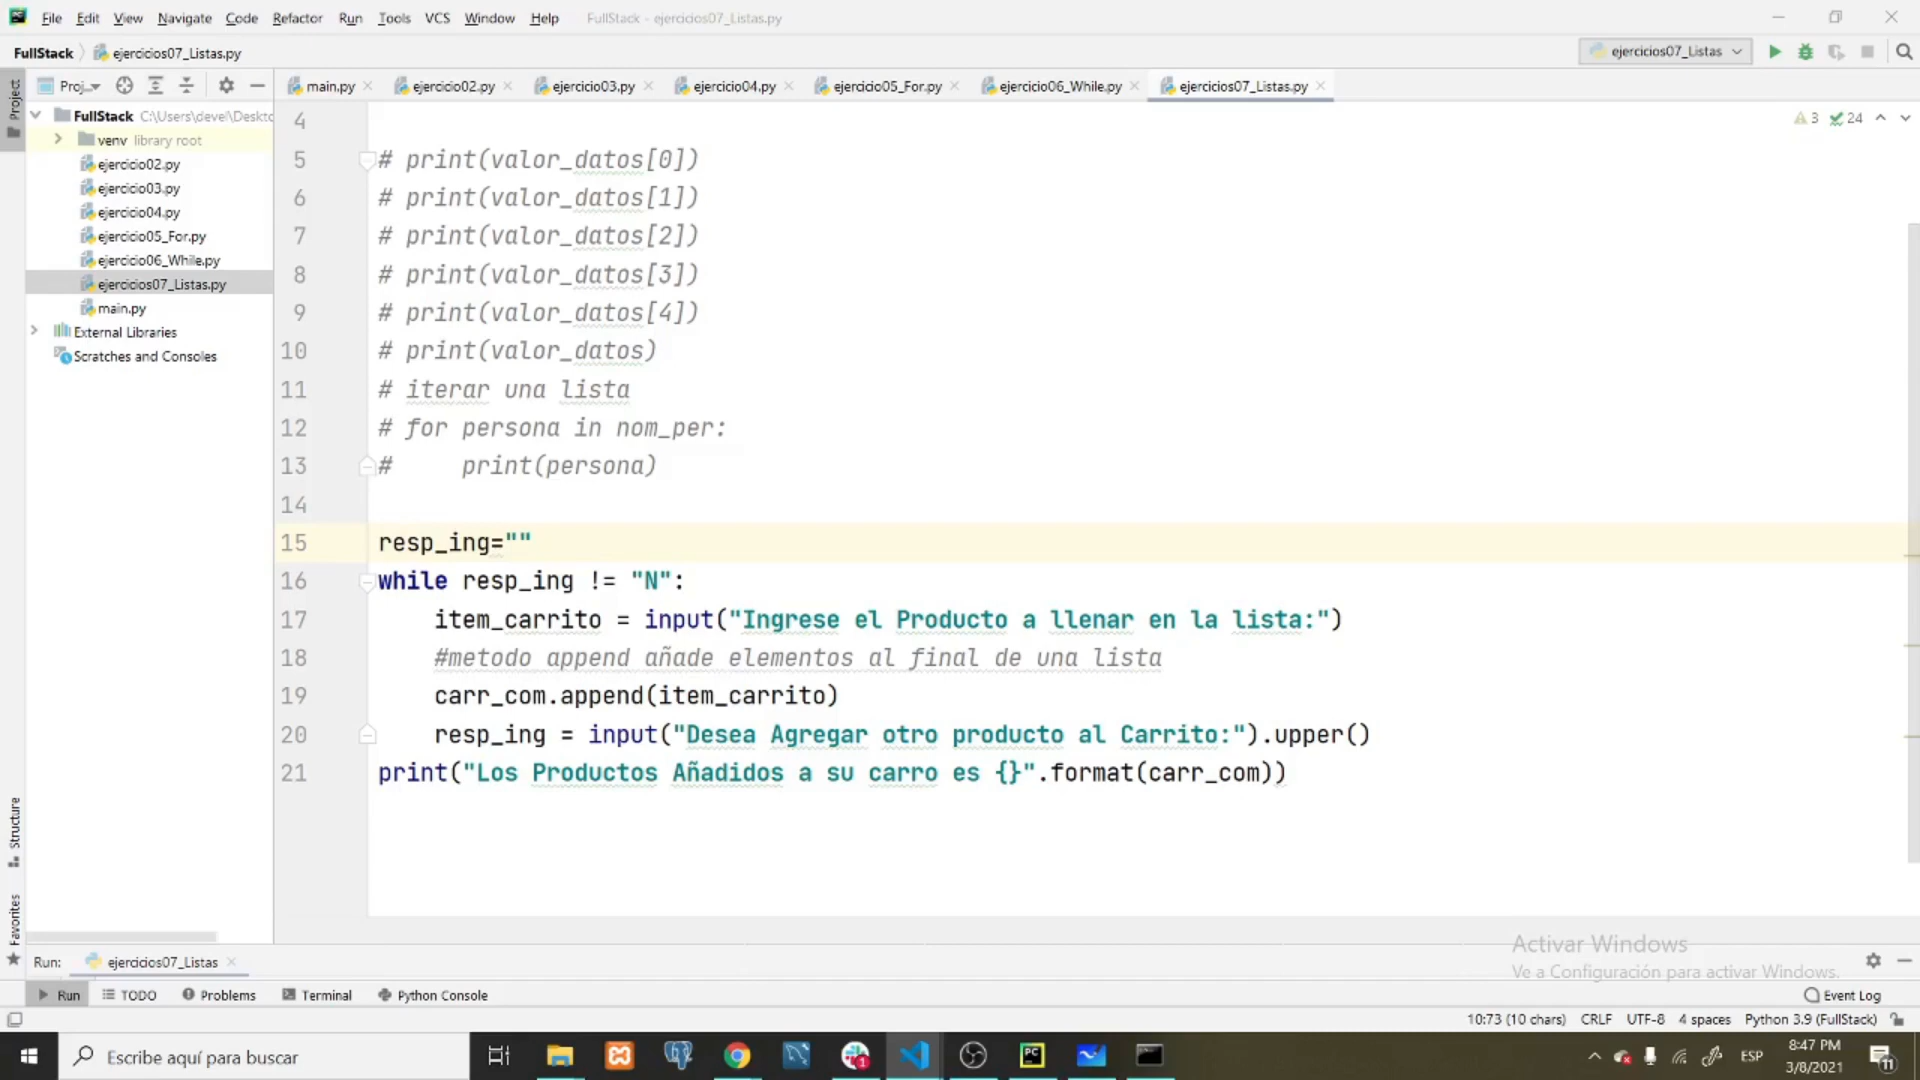 File Edit View Navigate Code Refactor Run Tools VCS Window Help FullStack - ejercicios07_Listas.py
FullStack ejercicios07_Listas.py ejercicios07_Listas
Proj... main.py ejercicio02.py ejercicio03.py ejercicio04.py ejercicio05_For.py ejercicio06_While.py ejercicios07_Listas.py
Project
FullStack C:\Users\devel\Deskto
venv library root
ejercicio02.py
ejercicio03.py
ejercicio04.py
ejercicio05_For.py
ejercicio06_While.py
ejercicios07_Listas.py
main.py
External Libraries
Scratches and Consoles
Structure
Favorites
3 24
4
5 # print(valor_datos[0])
6 # print(valor_datos[1])
7 # print(valor_datos[2])
8 # print(valor_datos[3])
9 # print(valor_datos[4])
10 # print(valor_datos)
11 # iterar una lista
12 # for persona in nom_per:
13 #     print(persona)
14
15 resp_ing=""
16 while resp_ing != "N":
17     item_carrito = input("Ingrese el Producto a llenar en la lista:")
18     #metodo append añade elementos al final de una lista
19     carr_com.append(item_carrito)
20     resp_ing = input("Desea Agregar otro producto al Carrito:").upper()
21 print("Los Productos Añadidos a su carro es {}".format(carr_com))
Activar Windows
Ve a Configuración para activar Windows.
Run: ejercicios07_Listas
Run TODO Problems Terminal Python Console Event Log
10:73 (10 chars) CRLF UTF-8 4 spaces Python 3.9 (FullStack)
Escribe aquí para buscar
1
PC
ESP
8:47 PM
3/8/2021
11